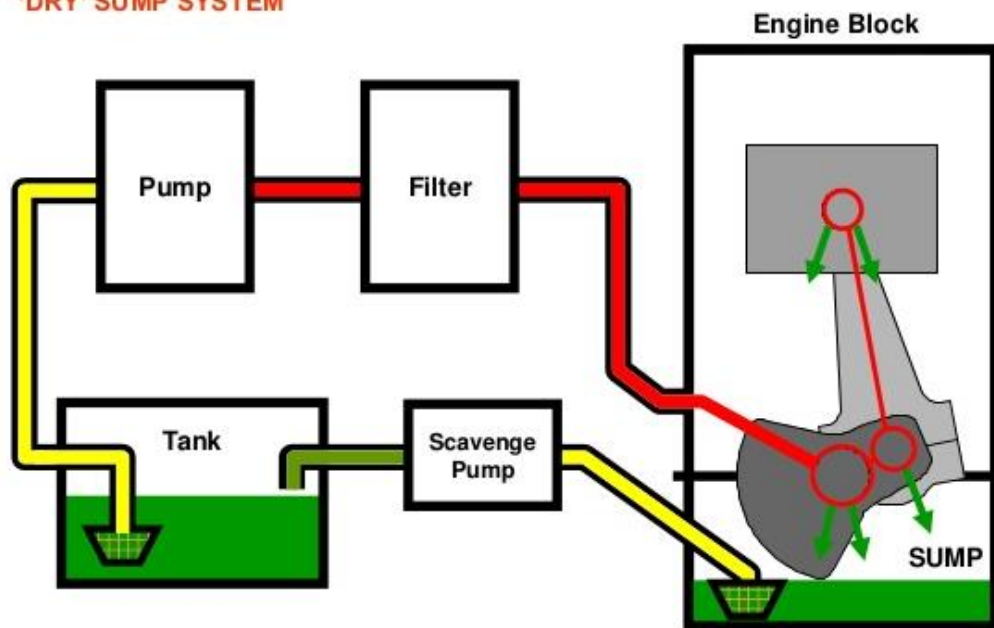 'DRY' SUMP SYSTEM
Engine Block
Pump
Filter
Tank
Scavenge
Pump
SUMP